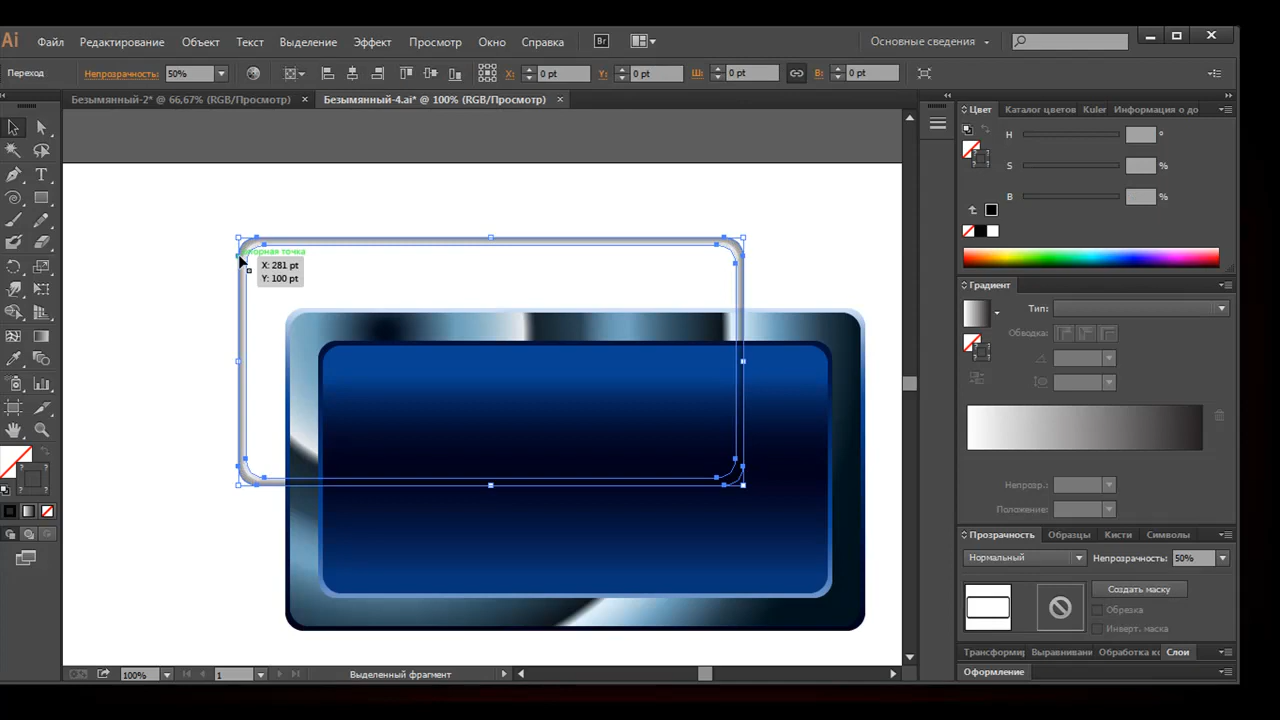 Ai Файл Редактирование Объект Текст Выделение Эффект Просмотр Окно Справка Br Основные сведения
Переход Непрозрачность: 50% X: 0 pt Y: 0 pt Ш: 0 pt В: 0 pt
Безымянный-2* @ 66,67% (RGB/Просмотр) × Безымянный-4.ai* @ 100% (RGB/Просмотр) ×
Цвет Каталог цветов Kuler Информация о до
H °
S %
B %
опорная точка
X: 281 pt
Y: 100 pt
Градиент
Тип:
Обводка:
Непрозр.:
Положение:
Прозрачность Образцы Кисти Символы
Нормальный Непрозрачность: 50%
Создать маску
Обрезка
Инверт. маска
Трансформир Выравнивани Обработка кс Слои
Оформление
100% 1 Выделенный фрагмент